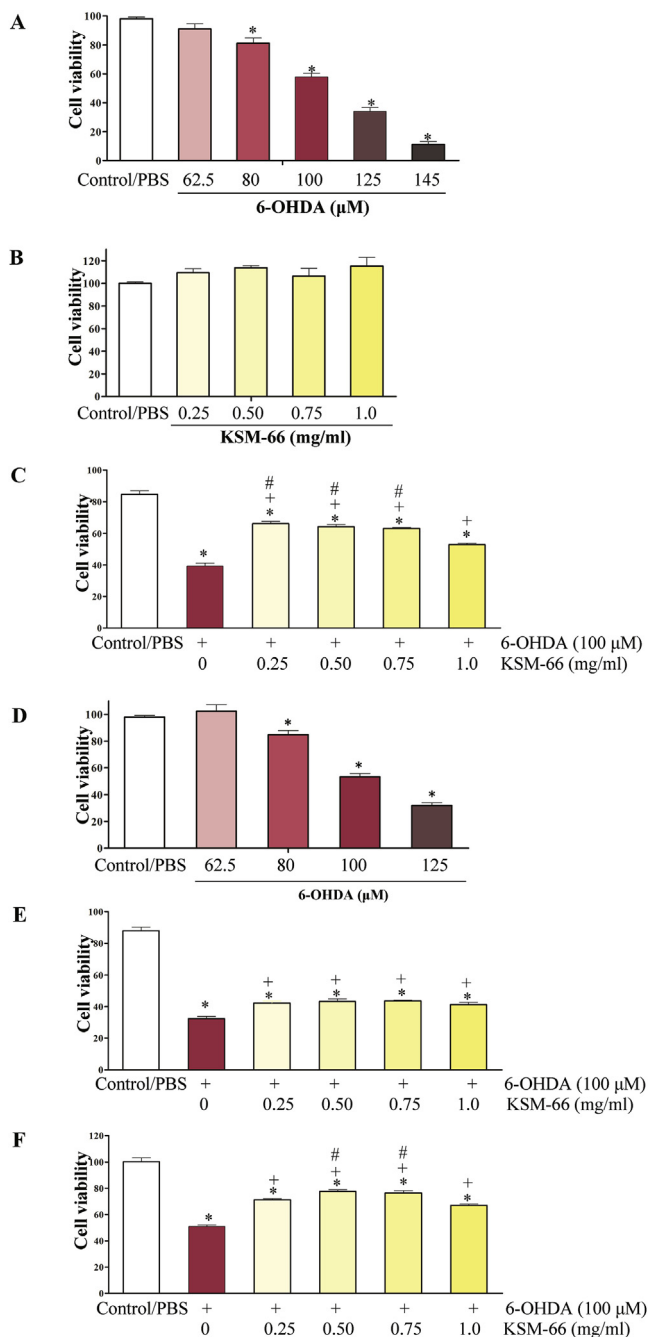 A
Cell viability
100
80
60
40
20
0
* * * *
Control/PBS 62.5 80 100 125 145
6-OHDA (μM)
B
Cell viability
120
100
80
60
40
20
0
Control/PBS 0.25 0.50 0.75 1.0
KSM-66 (mg/ml)
C
Cell viability
100
80
60
40
20
0
# # #
+ + + +
* * * * *
Control/PBS + + + + + 6-OHDA (100 μM)
0 0.25 0.50 0.75 1.0 KSM-66 (mg/ml)
D
Cell viability
100
80
60
40
20
0
* * *
Control/PBS 62.5 80 100 125
6-OHDA (μM)
E
Cell viability
100
80
60
40
20
0
+ + + +
* * * * *
Control/PBS + + + + + 6-OHDA (100 μM)
0 0.25 0.50 0.75 1.0 KSM-66 (mg/ml)
F
Cell viability
120
100
80
60
40
20
0
# #
+ + + +
* * * * *
Control/PBS + + + + + 6-OHDA (100 μM)
0 0.25 0.50 0.75 1.0 KSM-66 (mg/ml)